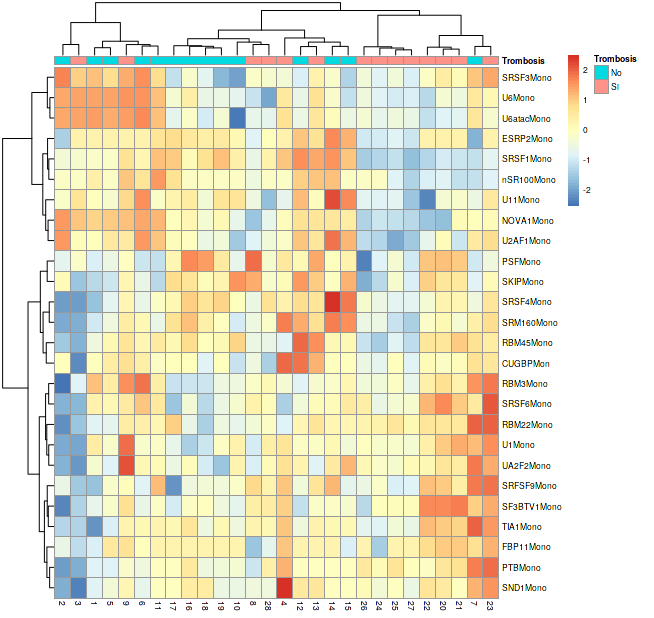 Trombosis
SRSF3Mono
U6Mono
U6atacMono
ESRP2Mono
SRSF1Mono
nSR100Mono
U11Mono
NOVA1Mono
U2AF1Mono
PSFMono
SKIPMono
SRSF4Mono
SRM160Mono
RBM45Mono
CUGBPMon
RBM3Mono
SRSF6Mono
RBM22Mono
U1Mono
UA2F2Mono
SRFSF9Mono
SF3BTV1Mono
TIA1Mono
FBP11Mono
PTBMono
SND1Mono
2 3 1 5 9 6 11 17 16 18 19 10 8 28 4 12 13 14 15 26 24 25 27 22 20 21 7 23
2
1
0
-1
-2
Trombosis
No
SI